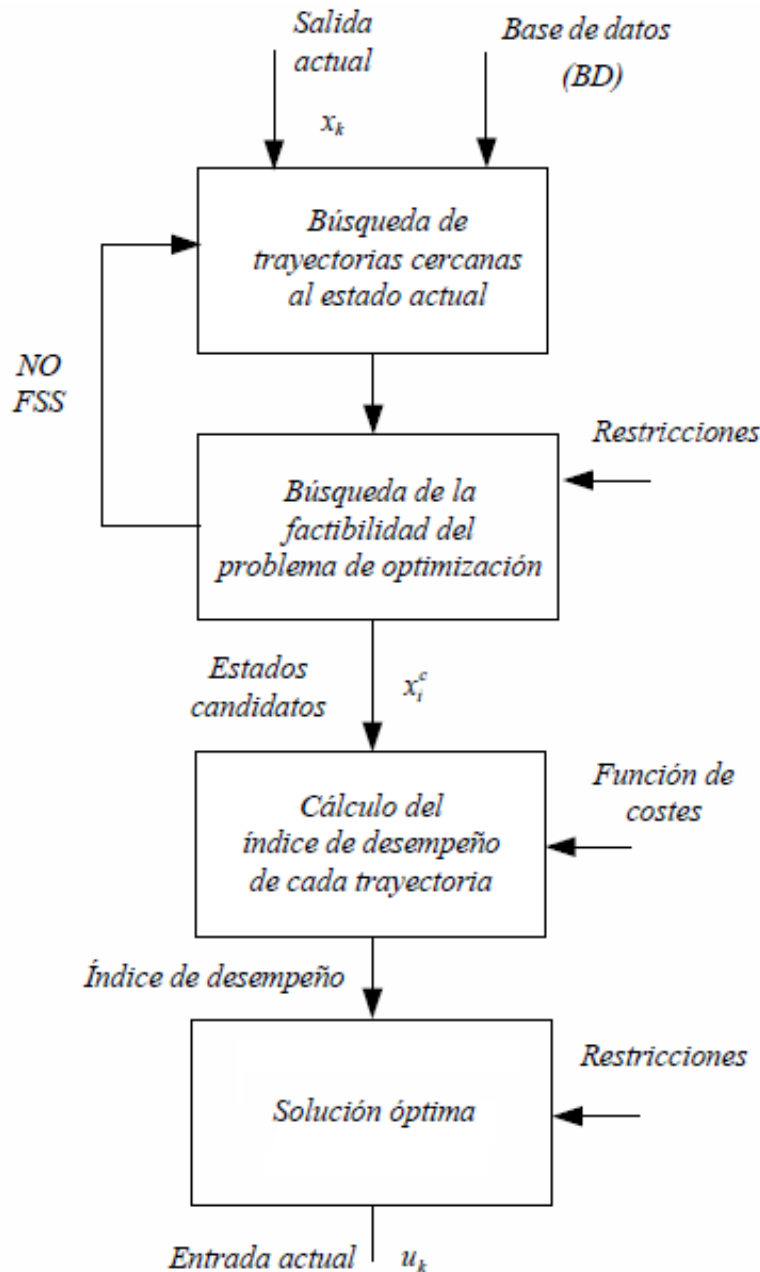 Salida
actual
x_k
Base de datos
(BD)
Búsqueda de
trayectorias cercanas
al estado actual
NO
FSS
Restricciones
Búsqueda de la
factibilidad del
problema de optimización
Estados
candidatos
x_i^c
Función de
costes
Cálculo del
índice de desempeño
de cada trayectoria
Índice de desempeño
Restricciones
Solución óptima
Entrada actual
u_k